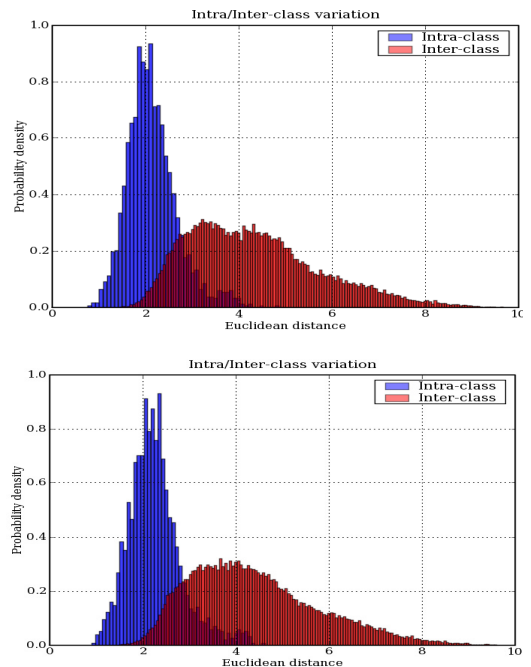 Intra/Inter-class variation
1.0
Intra-class
Inter-class
0.8
0.6
Probability density
0.4
0.2
0.0
0 2 4 6 8 10
Euclidean distance
Intra/Inter-class variation
1.0
Intra-class
Inter-class
0.8
0.6
Probability density
0.4
0.2
0.0
0 2 4 6 8 10
Euclidean distance